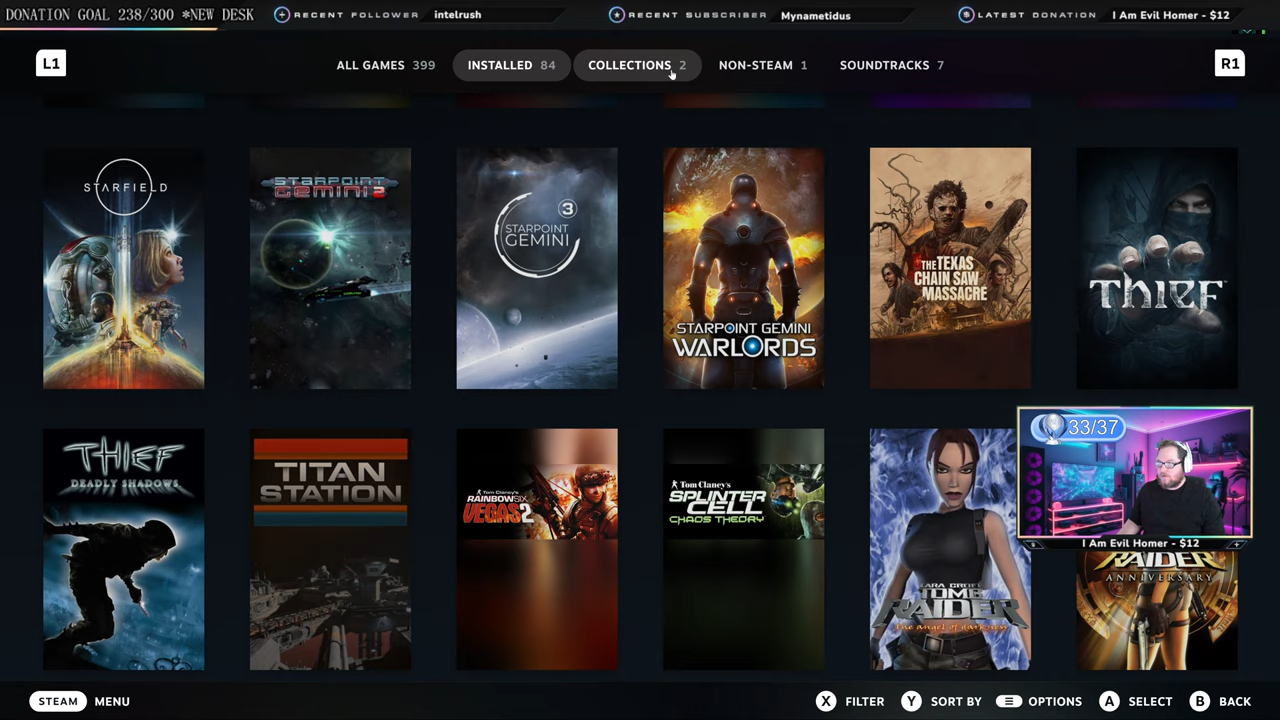 DONATION GOAL 238/300 *NEW DESK
RECENT FOLLOWER intelrush
RECENT SUBSCRIBER Mynametidus
LATEST DONATION I Am Evil Homer - $12
L1
ALL GAMES 399
INSTALLED 84
COLLECTIONS 2
NON-STEAM 1
SOUNDTRACKS 7
R1
STARFIELD
STARPOINT
GEMINI 2
3
STARPOINT
GEMINI
STARPOINT GEMINI
WARLORDS
THE TEXAS
CHAIN SAW
MASSACRE
THIEF
THIEF
DEADLY SHADOWS
TITAN
STATION
Tom Clancy's
RAINBOW SIX
VEGAS 2
Tom Clancy's
SPLINTER
CELL
CHAOS THEORY
LARA CROFT
TOMB
RAIDER
The angel of darkness
33/37
I Am Evil Homer - $12
RAIDER
ANNIVERSARY
STEAM MENU
X FILTER
Y SORT BY
OPTIONS
A SELECT
B BACK